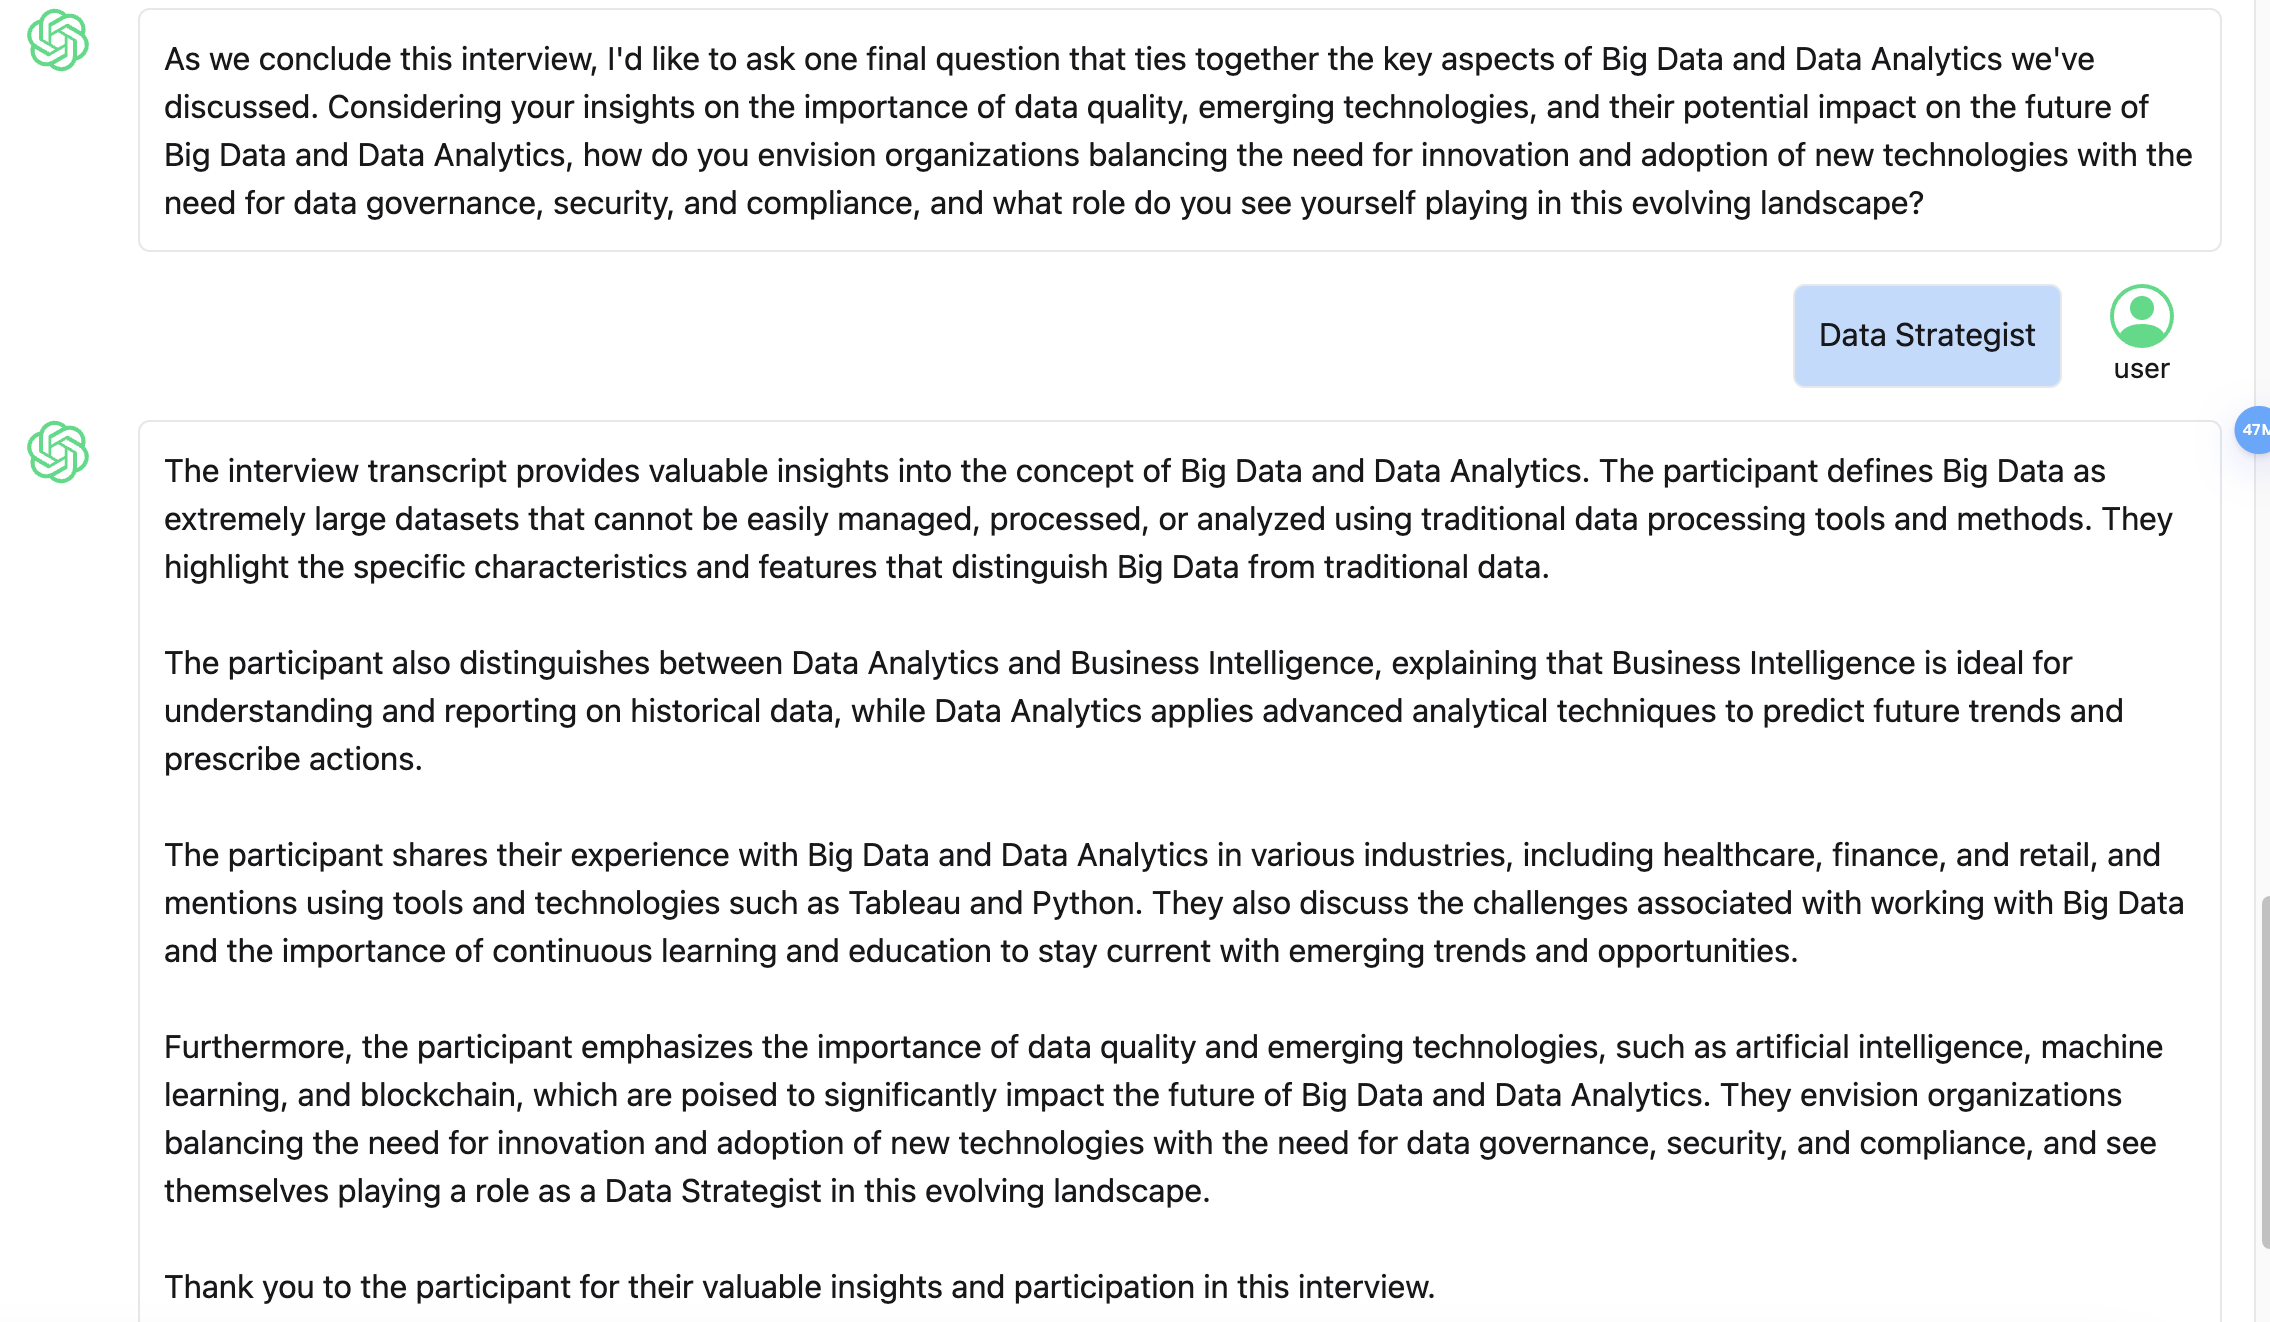 As we conclude this interview, I'd like to ask one final question that ties together the key aspects of Big Data and Data Analytics we've
discussed. Considering your insights on the importance of data quality, emerging technologies, and their potential impact on the future of
Big Data and Data Analytics, how do you envision organizations balancing the need for innovation and adoption of new technologies with the
need for data governance, security, and compliance, and what role do you see yourself playing in this evolving landscape?
Data Strategist
user
47M
The interview transcript provides valuable insights into the concept of Big Data and Data Analytics. The participant defines Big Data as
extremely large datasets that cannot be easily managed, processed, or analyzed using traditional data processing tools and methods. They
highlight the specific characteristics and features that distinguish Big Data from traditional data.
The participant also distinguishes between Data Analytics and Business Intelligence, explaining that Business Intelligence is ideal for
understanding and reporting on historical data, while Data Analytics applies advanced analytical techniques to predict future trends and
prescribe actions.
The participant shares their experience with Big Data and Data Analytics in various industries, including healthcare, finance, and retail, and
mentions using tools and technologies such as Tableau and Python. They also discuss the challenges associated with working with Big Data
and the importance of continuous learning and education to stay current with emerging trends and opportunities.
Furthermore, the participant emphasizes the importance of data quality and emerging technologies, such as artificial intelligence, machine
learning, and blockchain, which are poised to significantly impact the future of Big Data and Data Analytics. They envision organizations
balancing the need for innovation and adoption of new technologies with the need for data governance, security, and compliance, and see
themselves playing a role as a Data Strategist in this evolving landscape.
Thank you to the participant for their valuable insights and participation in this interview.